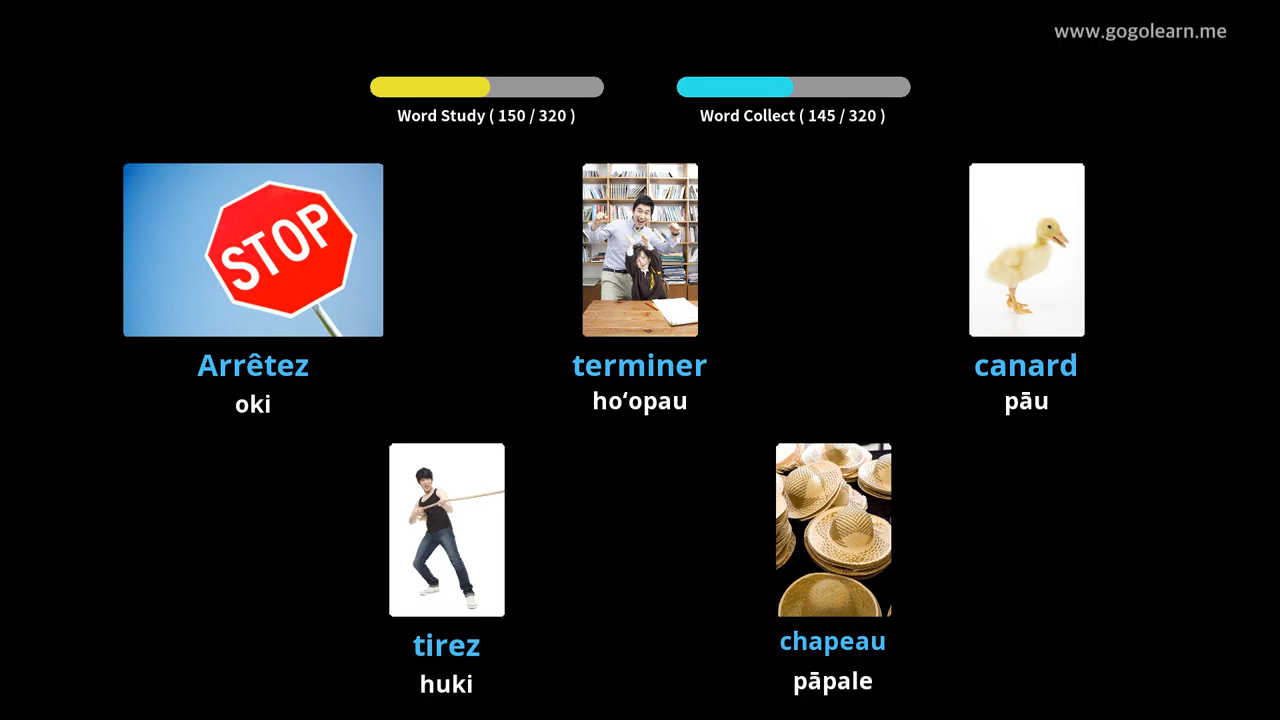 www.gogolearn.me
Word Study ( 150 / 320 )
Word Collect ( 145 / 320 )
STOP
Arrêtez
oki
terminer
hoʻopau
canard
pāu
tirez
huki
chapeau
pāpale